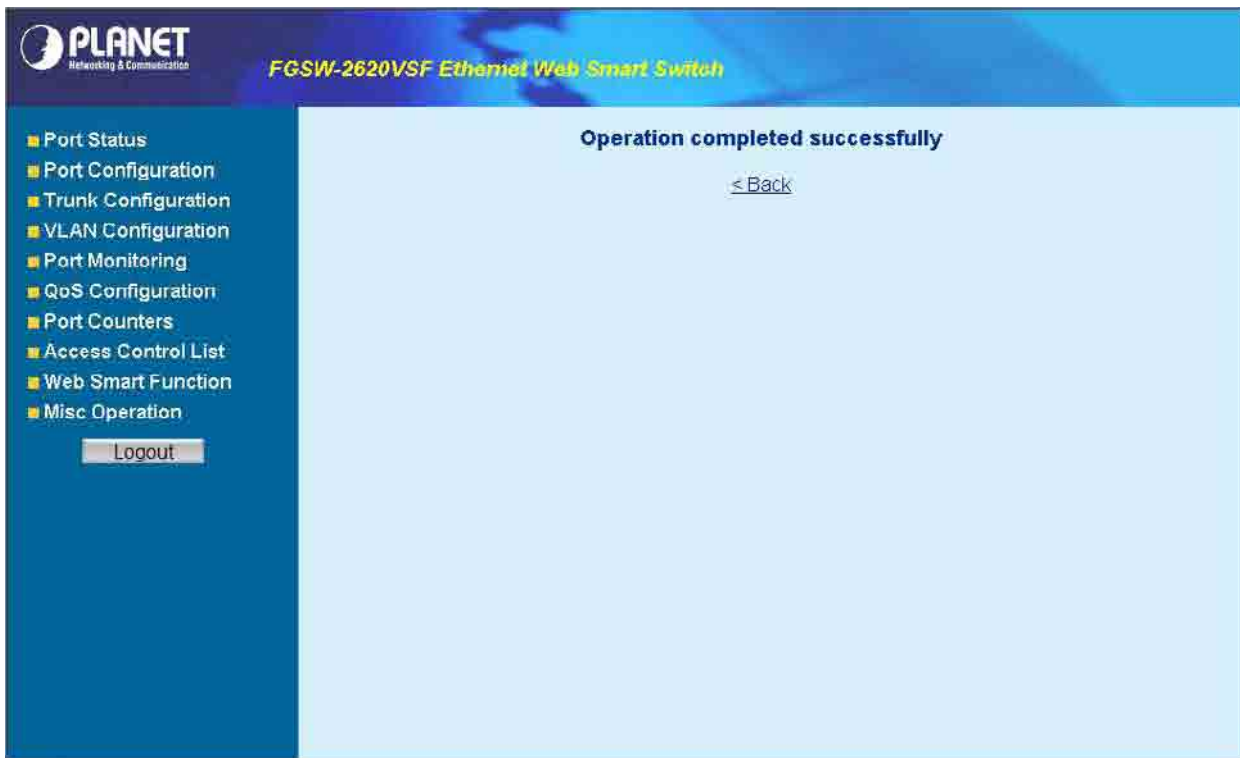 PLANET
Networking & Communication
FGSW-2620VSF Ethernet Web Smart Switch
Port Status
Port Configuration
Trunk Configuration
VLAN Configuration
Port Monitoring
QoS Configuration
Port Counters
Access Control List
Web Smart Function
Misc Operation
Logout
Operation completed successfully
< Back